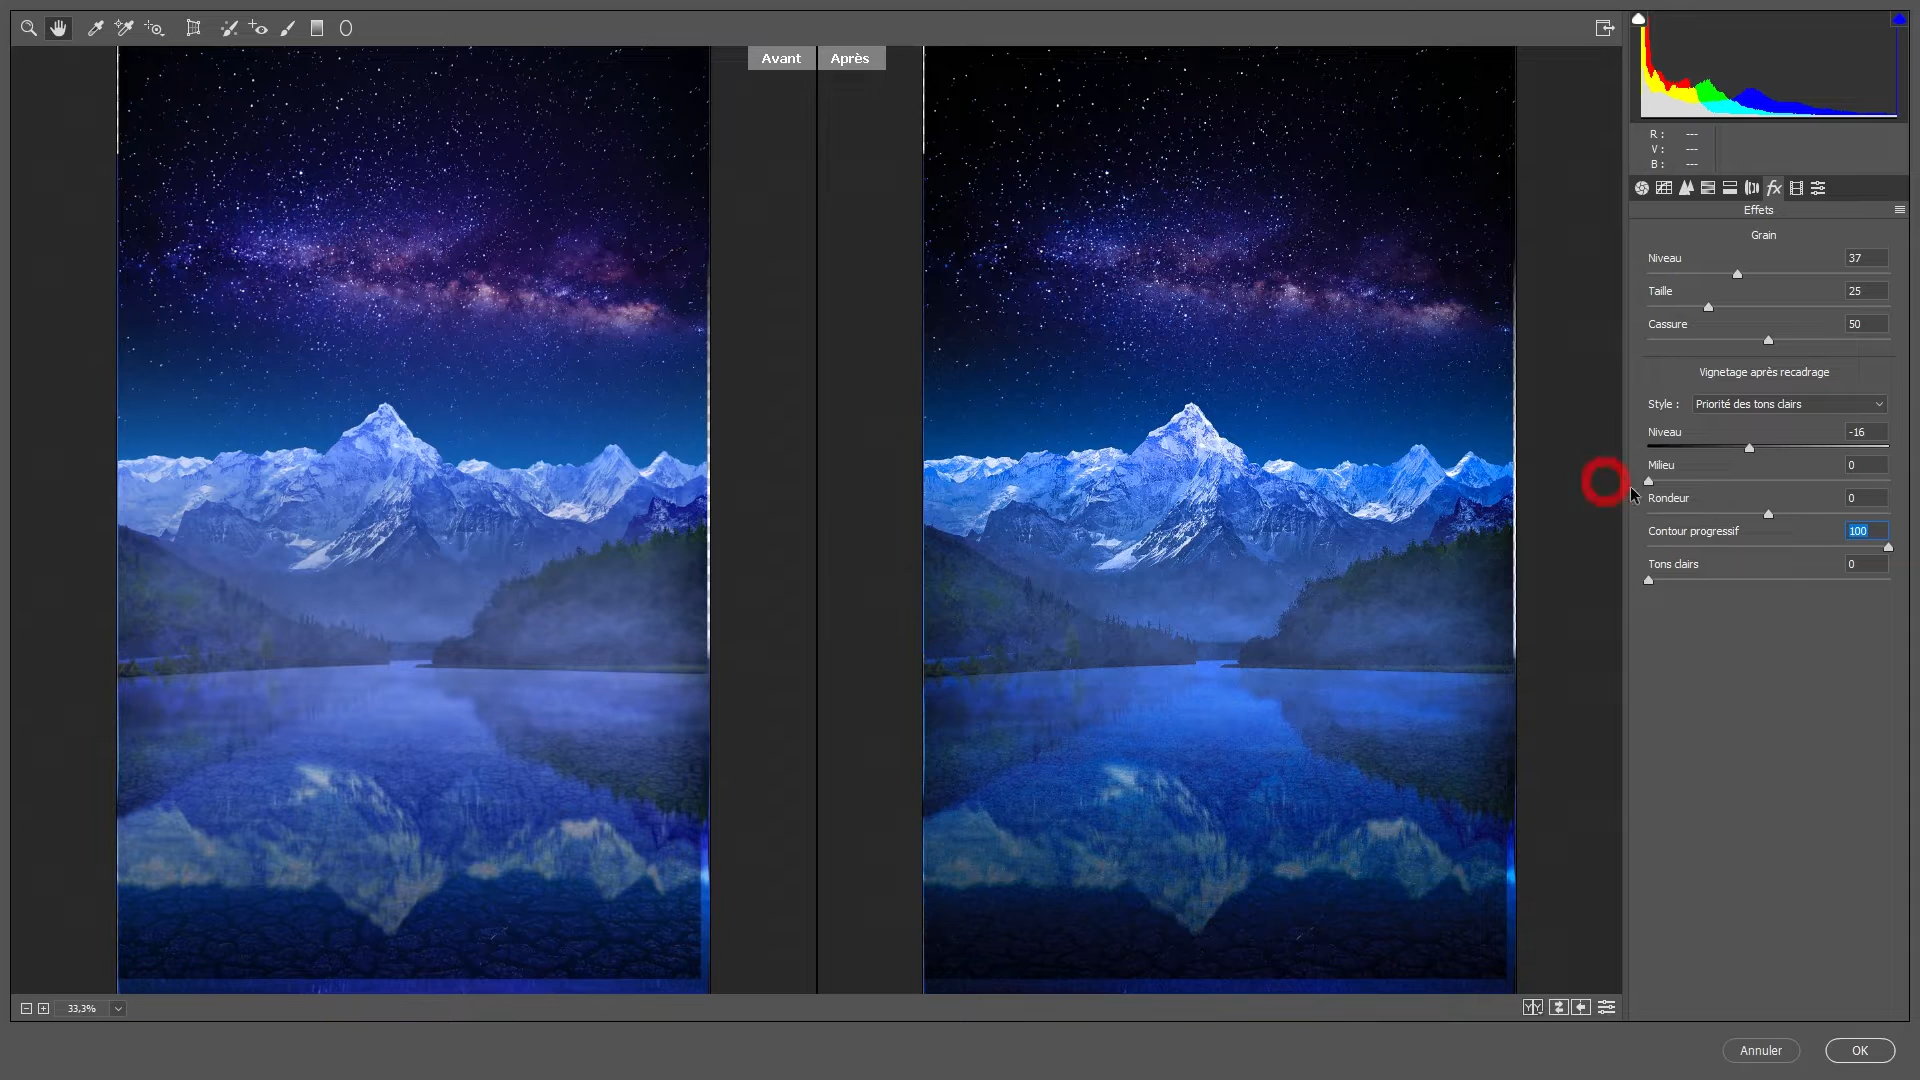 Avant
Après
R : ---
V : ---
B : ---
fx
Effets
Grain
Niveau 37
Taille 25
Cassure 50
Vignetage après recadrage
Style : Priorité des tons clairs
Niveau -16
Milieu 0
Rondeur 0
Contour progressif 100
Tons clairs 0
33,3%
Annuler OK